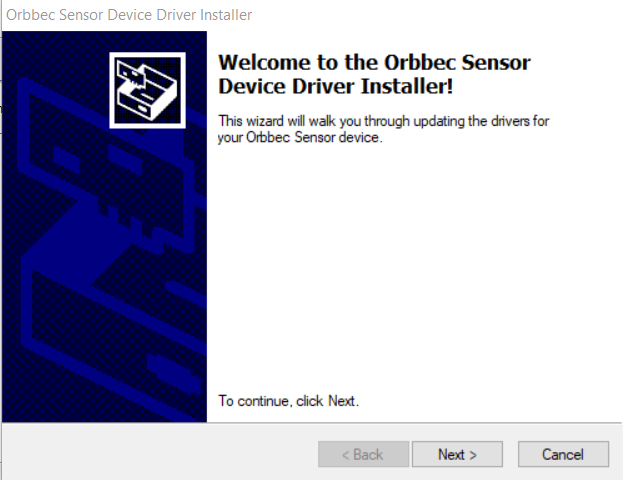 Orbbec Sensor Device Driver Installer
Welcome to the Orbbec Sensor
Device Driver Installer!
This wizard will walk you through updating the drivers for
your Orbbec Sensor device.
To continue, click Next.
< Back
Next >
Cancel